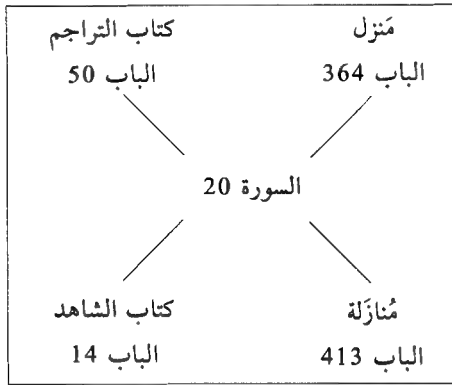 مَنزل
الباب 364
كتاب التراجم
الباب 50
السورة 20
مُنازَلة
الباب 413
كتاب الشاهد
الباب 14